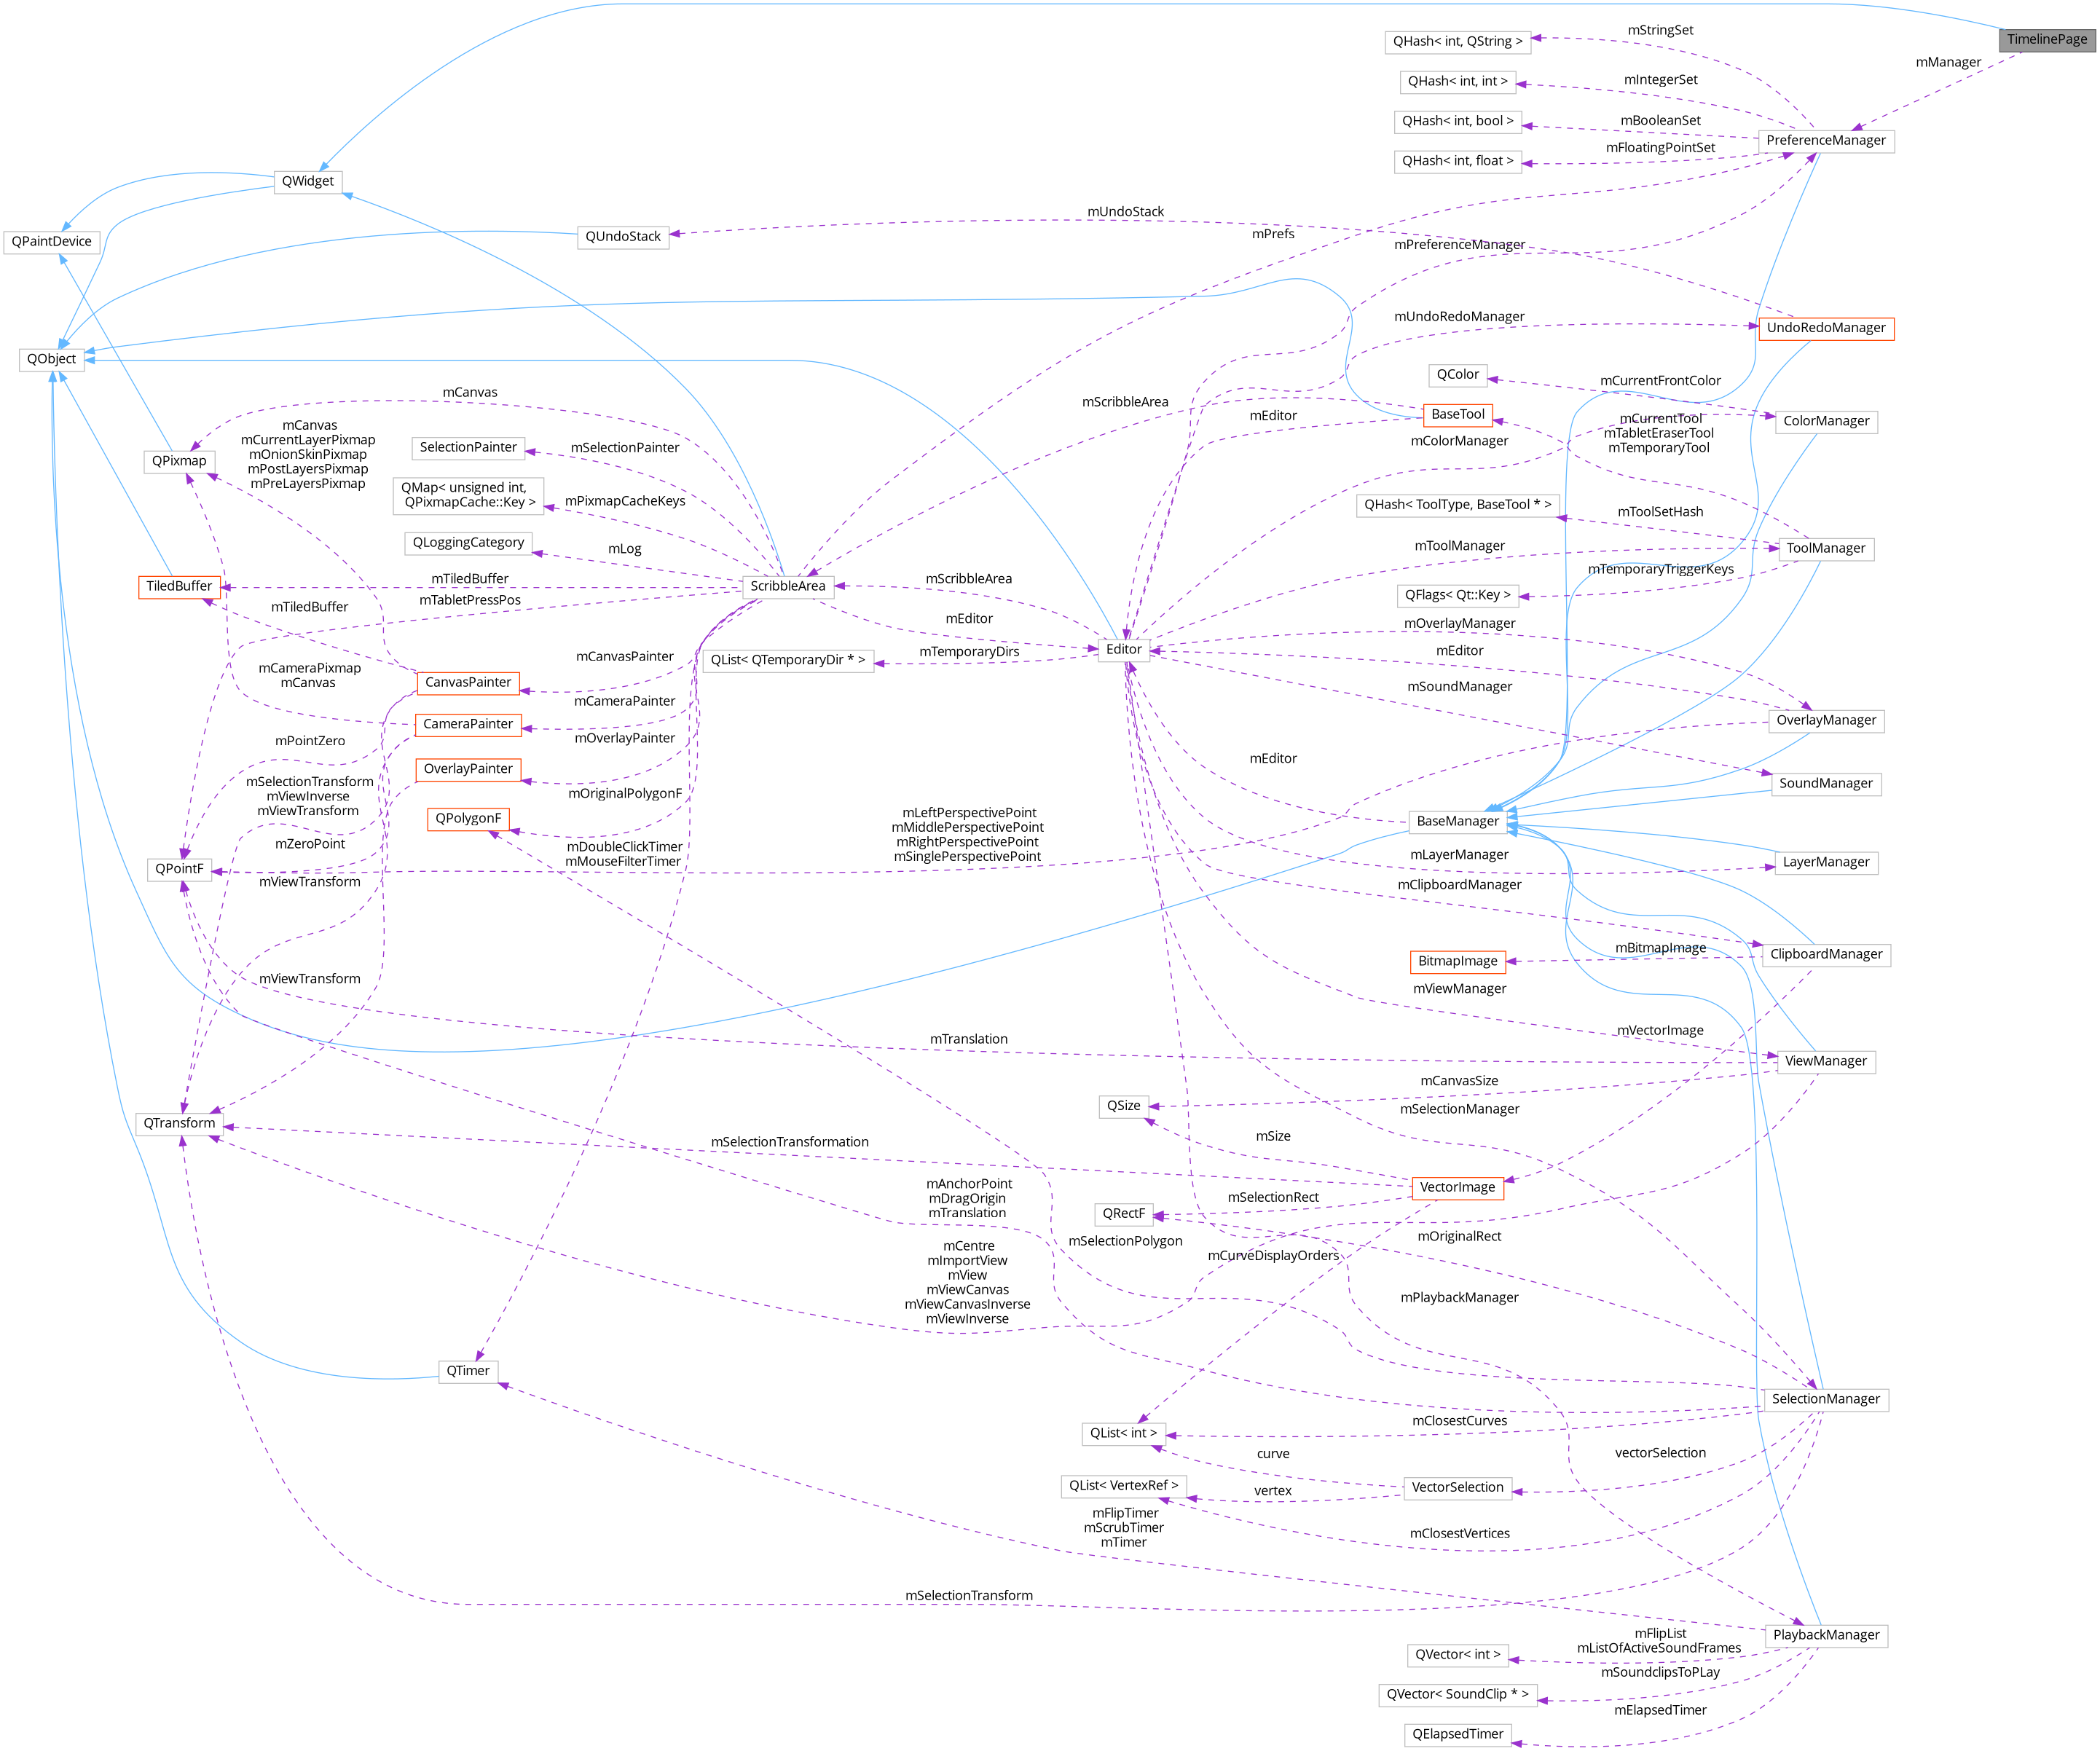 TimelinePage
mStringSet
QHash< int, QString >
mManager
mIntegerSet
QHash< int, int >
mBooleanSet
QHash< int, bool >
PreferenceManager
mFloatingPointSet
QHash< int, float >
QWidget
mUndoStack
QUndoStack
mPrefs
QPaintDevice
mPreferenceManager
mUndoRedoManager
UndoRedoManager
QObject
QColor
mCurrentFrontColor
mCanvas
mScribbleArea
BaseTool
mEditor
ColorManager
mCurrentTool
mTabletEraserTool
mTemporaryTool
mColorManager
mCanvas
mCurrentLayerPixmap
mOnionSkinPixmap
mPostLayersPixmap
mPreLayersPixmap
SelectionPainter
mSelectionPainter
QPixmap
QMap< unsigned int,
QPixmapCache::Key >
mPixmapCacheKeys
QHash< ToolType, BaseTool * >
mToolSetHash
QLoggingCategory
mLog
mToolManager
ToolManager
TiledBuffer
mTiledBuffer
ScribbleArea
mScribbleArea
mTemporaryTriggerKeys
mTiledBuffer
mTabletPressPos
QFlags< Qt::Key >
mEditor
mOverlayManager
Editor
mCanvasPainter
QList< QTemporaryDir * >
mTemporaryDirs
mEditor
mCameraPixmap
mCanvas
CanvasPainter
mSoundManager
mCameraPainter
CameraPainter
OverlayManager
mPointZero
mOverlayPainter
OverlayPainter
mEditor
SoundManager
mSelectionTransform
mViewInverse
mViewTransform
mOriginalPolygonF
QPolygonF
BaseManager
mLeftPerspectivePoint
mMiddlePerspectivePoint
mRightPerspectivePoint
mSinglePerspectivePoint
mZeroPoint
mDoubleClickTimer
mMouseFilterTimer
mLayerManager
LayerManager
QPointF
mViewTransform
mClipboardManager
mBitmapImage
ClipboardManager
BitmapImage
mViewTransform
mViewManager
mTranslation
mVectorImage
ViewManager
mCanvasSize
QSize
mSelectionManager
QTransform
mSelectionTransformation
mSize
mAnchorPoint
mDragOrigin
mTranslation
VectorImage
mSelectionRect
QRectF
mOriginalRect
mSelectionPolygon
mCurveDisplayOrders
mCentre
mImportView
mView
mViewCanvas
mViewCanvasInverse
mViewInverse
mPlaybackManager
QTimer
SelectionManager
mClosestCurves
QList< int >
curve
vectorSelection
QList< VertexRef >
vertex
VectorSelection
mFlipTimer
mScrubTimer
mTimer
mClosestVertices
mSelectionTransform
PlaybackManager
mFlipList
mListOfActiveSoundFrames
QVector< int >
mSoundclipsToPLay
QVector< SoundClip * >
mElapsedTimer
QElapsedTimer